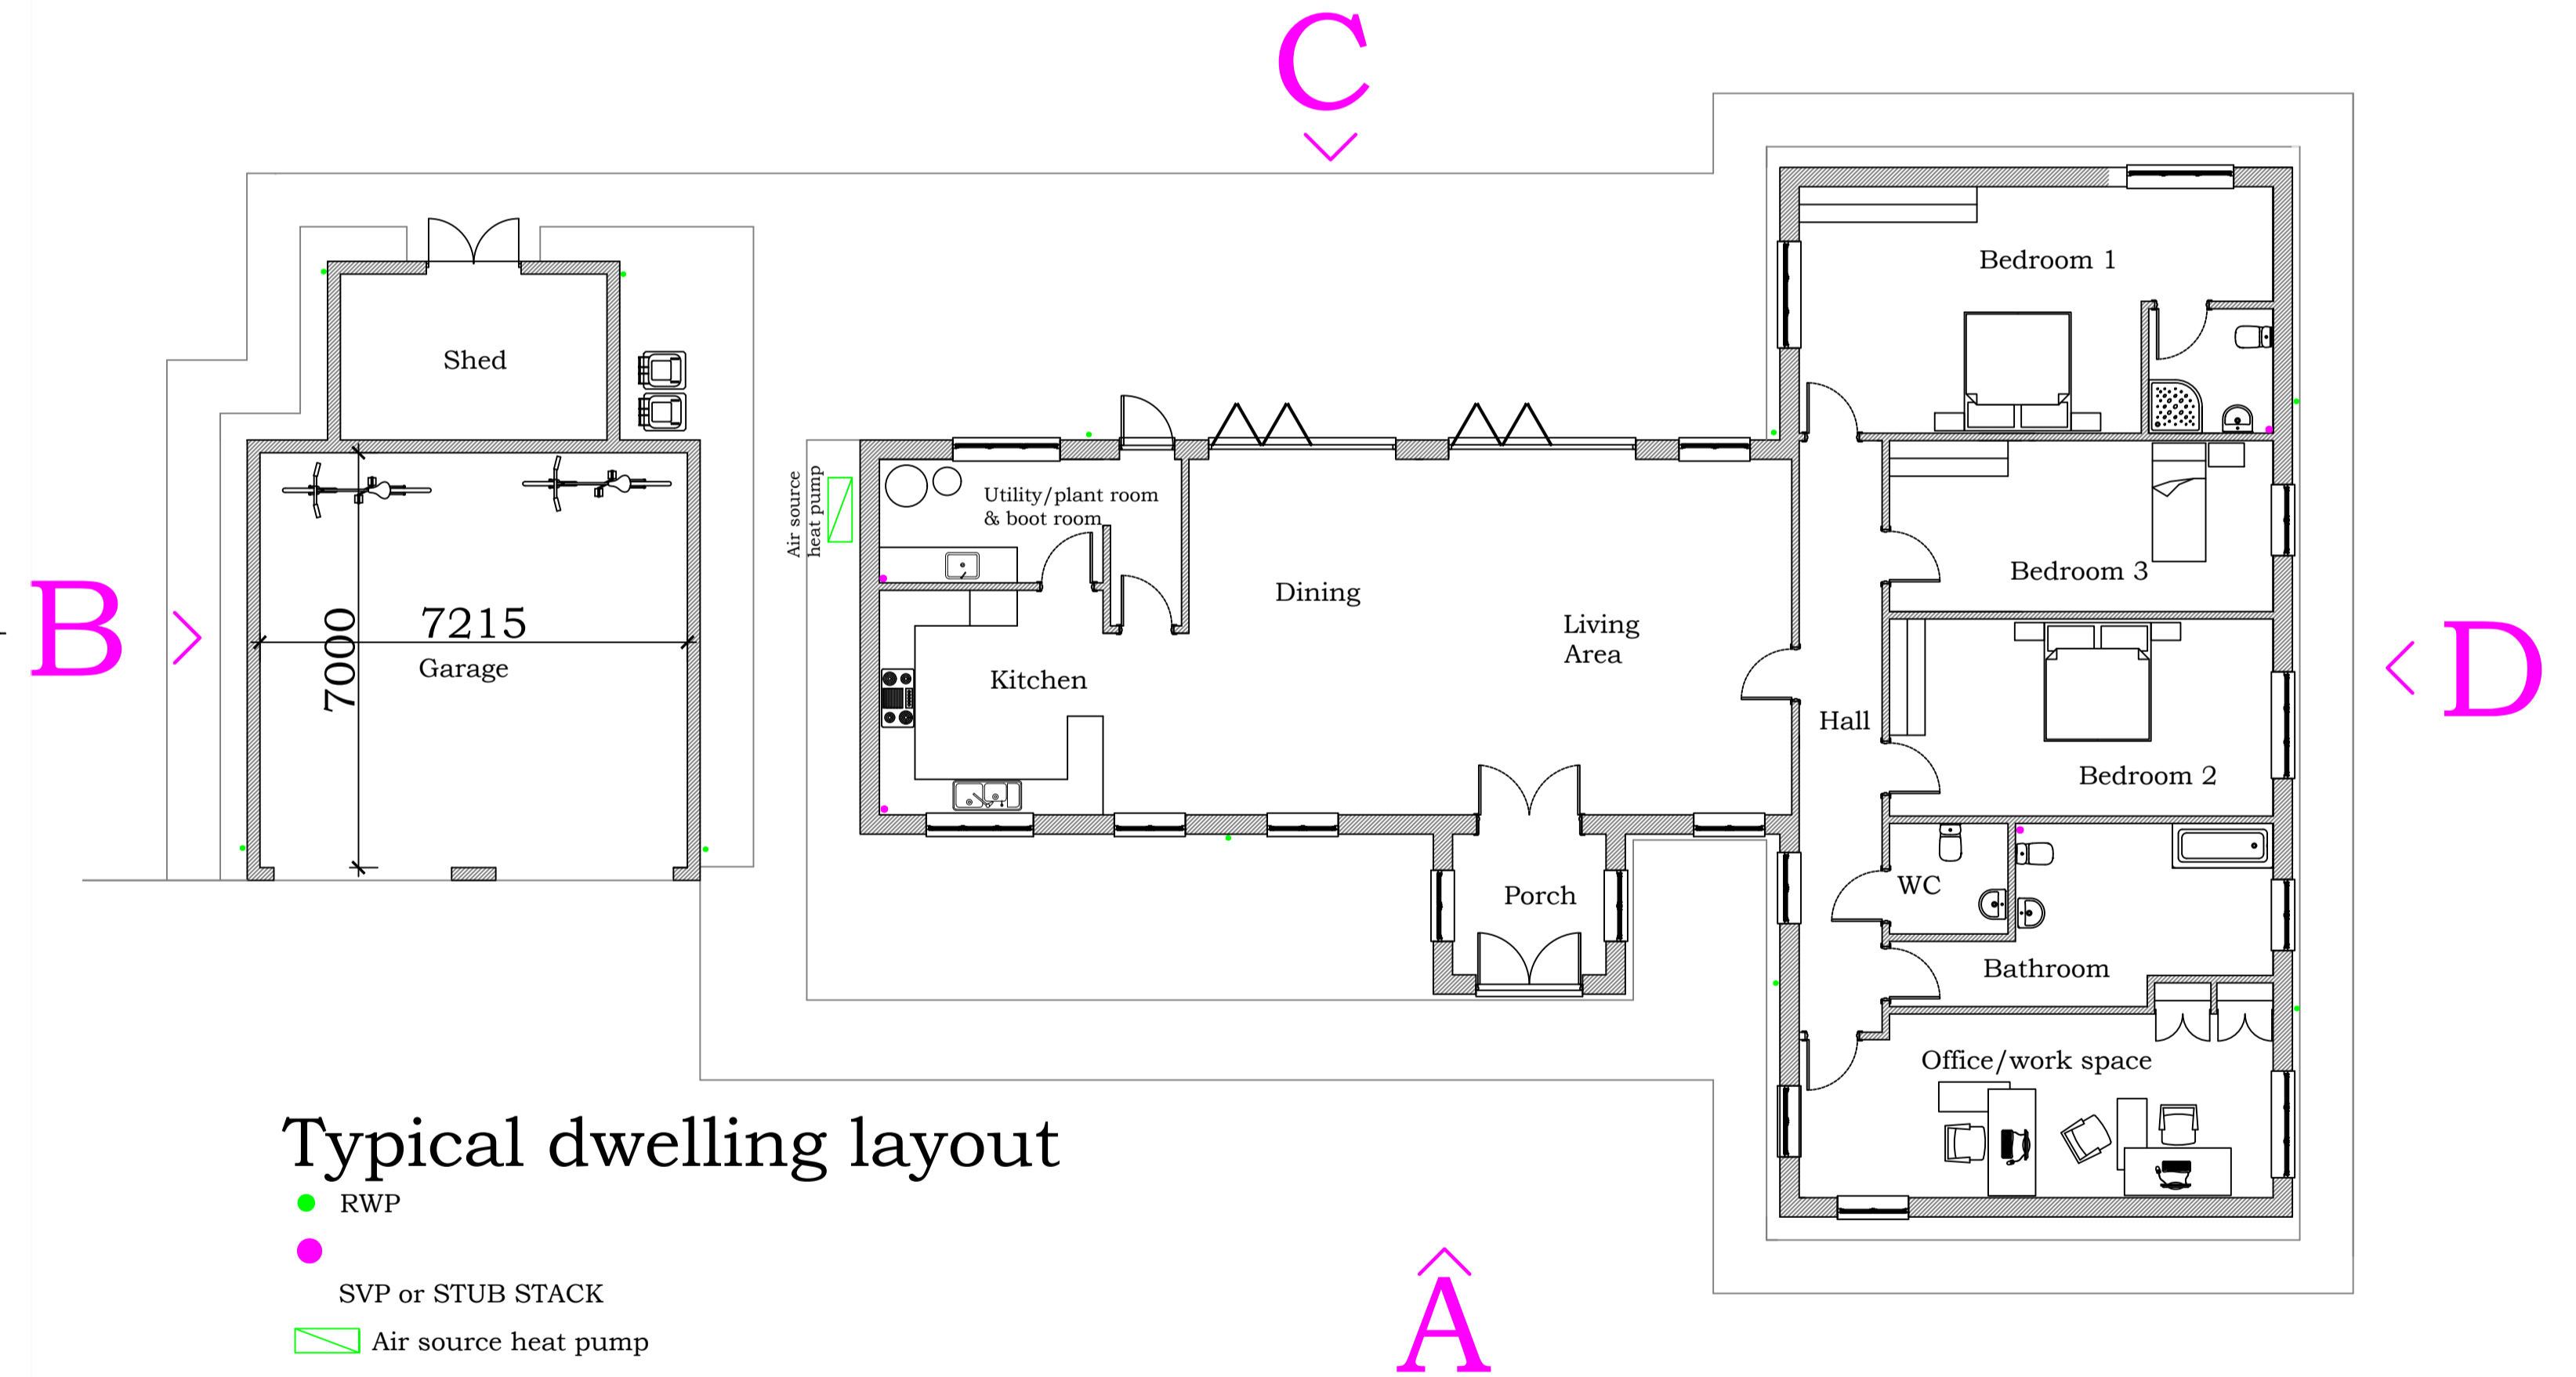 C
Bedroom 1
Shed
Air source
heat pump
Utility/plant room
& boot room
Bedroom 3
Dining
B
7215
7000
Garage
Living
Area
Kitchen
D
Hall
Bedroom 2
WC
Porch
Bathroom
Office/work space
Typical dwelling layout
RWP
SVP or STUB STACK
Air source heat pump
A